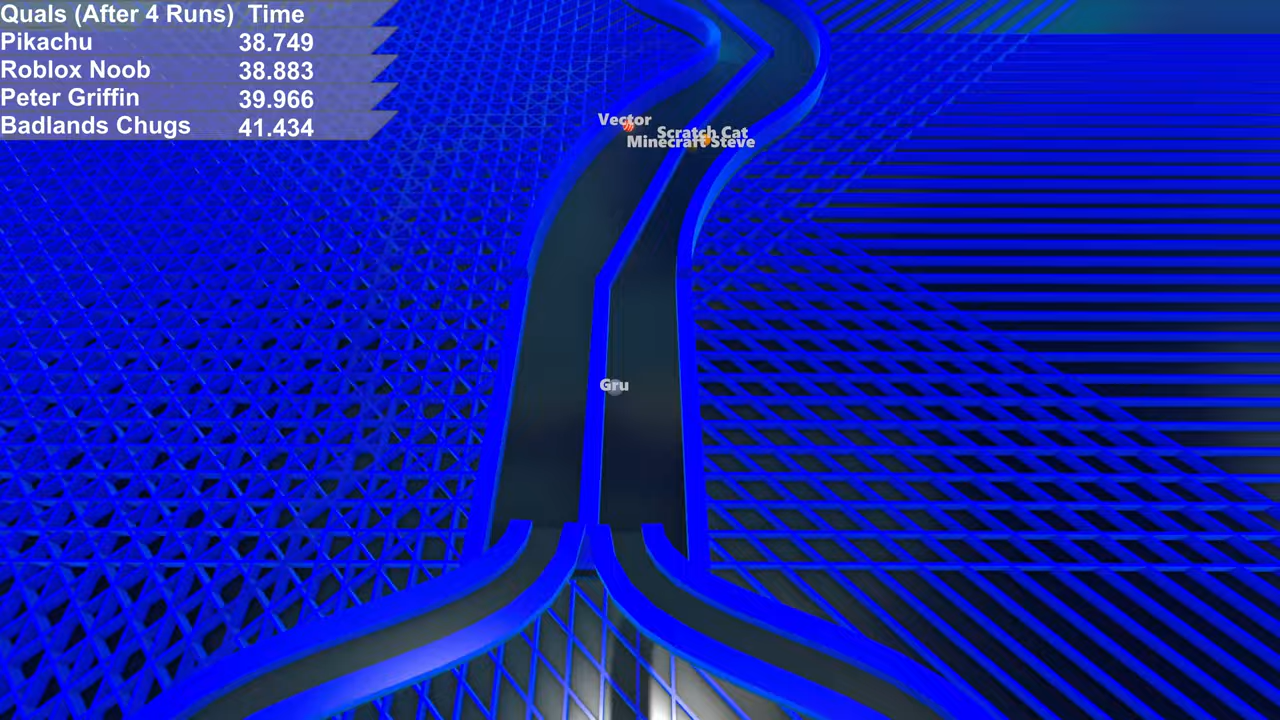 Quals (After 4 Runs) Time
Pikachu 38.749
Roblox Noob 38.883
Peter Griffin 39.966
Badlands Chugs 41.434
Vector
Scratch Cat
Minecraft Steve
Gru